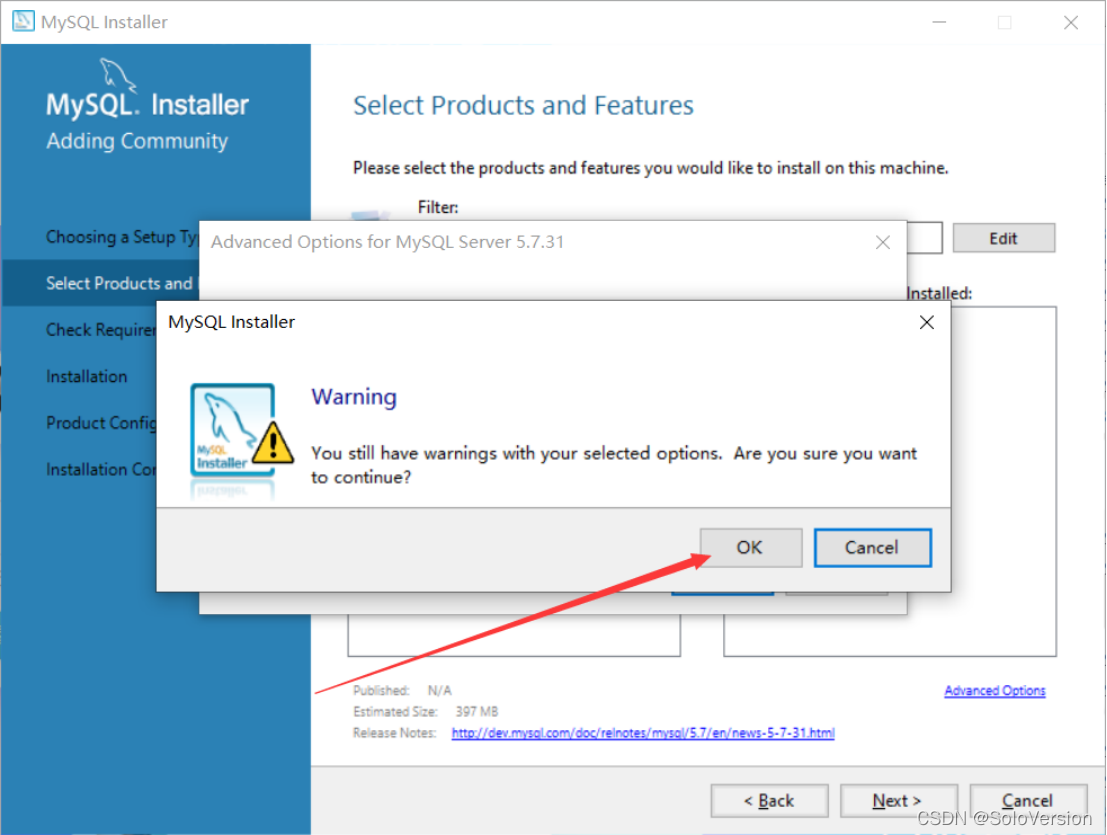 MySQL Installer
MySQL. Installer
Adding Community
Choosing a Setup Ty
Select Products and
Check Require
Installation
Product Config
Installation Co
Select Products and Features
Please select the products and features you would like to install on this machine.
Filter:
Edit
Installed:
Advanced Options for MySQL Server 5.7.31
MySQL Installer
MySQL
Installer
Warning
You still have warnings with your selected options. Are you sure you want
to continue?
OK
Cancel
Published: N/A
Estimated Size: 397 MB
Release Notes: http://dev.mysql.com/doc/relnotes/mysql/5.7/en/news-5-7-31.html
Advanced Options
< Back
Next >
Cancel
CSDN @SoloVersion